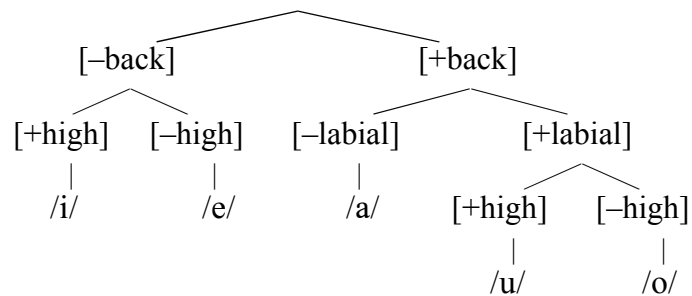 [–back] [+back]
[+high] [–high] [–labial] [+labial]
/i/ /e/ /a/ [+high] [–high]
/u/ /o/